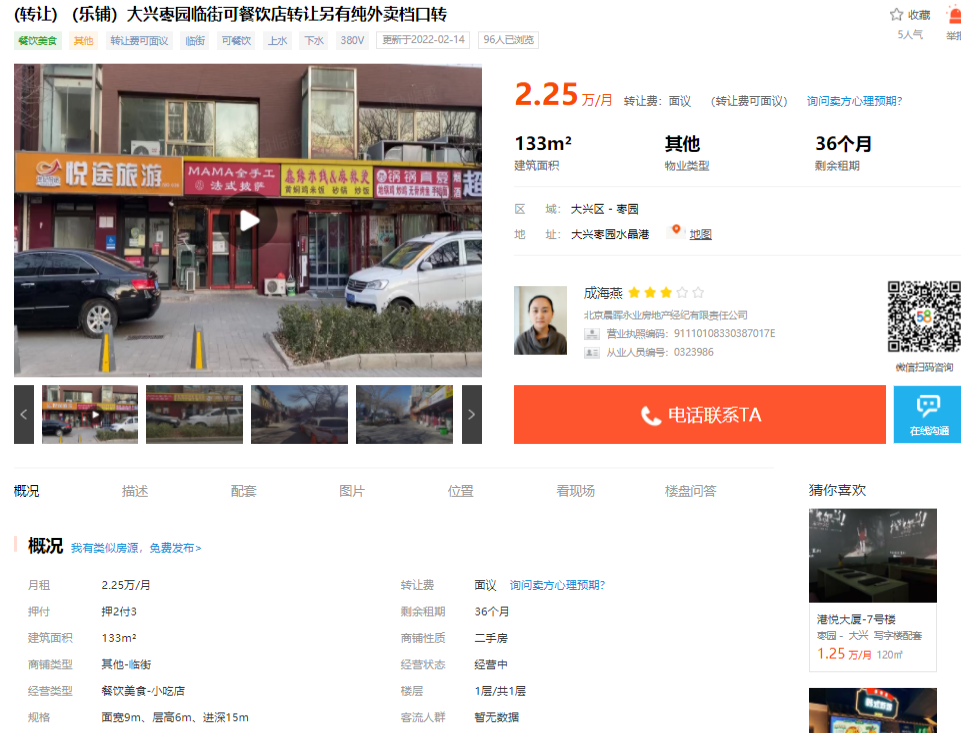 (转让) (乐铺) 大兴枣园临街可餐饮店转让另有纯外卖档口转
收藏
餐饮美食 其他 转让费可面议 临街 可餐饮 上水 下水 380V 更新于2022-02-14 96人已浏览
5人气
2.25 万/月 转让费: 面议 (转让费可面议) 询问卖方心理预期?
133m² 其他 36个月
建筑面积 物业类型 剩余租期
悦途旅游
MAMA全手工
法式披萨
黄焖鸡米饭 砂锅 炒饭
超
区 域: 大兴区 - 枣园
地 址: 大兴枣园水晶港 地图
成海燕
北京晨晖永业房地产经纪有限责任公司
营业执照编码: 91110108330387017E
从业人员编号: 0323986
58
微信扫码咨询
电话联系TA
在线沟通
概况 描述 配套 图片 位置 看现场 楼盘问答
猜你喜欢
概况 我有类似房源, 免费发布>
月租 2.25万/月 转让费 面议 询问卖方心理预期?
押付 押2付3 剩余租期 36个月
建筑面积 133m² 商铺性质 二手房
商铺类型 其他-临街 经营状态 经营中
经营类型 餐饮美食-小吃店 楼层 1层/共1层
规格 面宽9m、层高6m、进深15m 客流人群 暂无数据
港悦大厦-7号楼
枣园 - 大兴 写字楼配套
1.25 万/月 120㎡